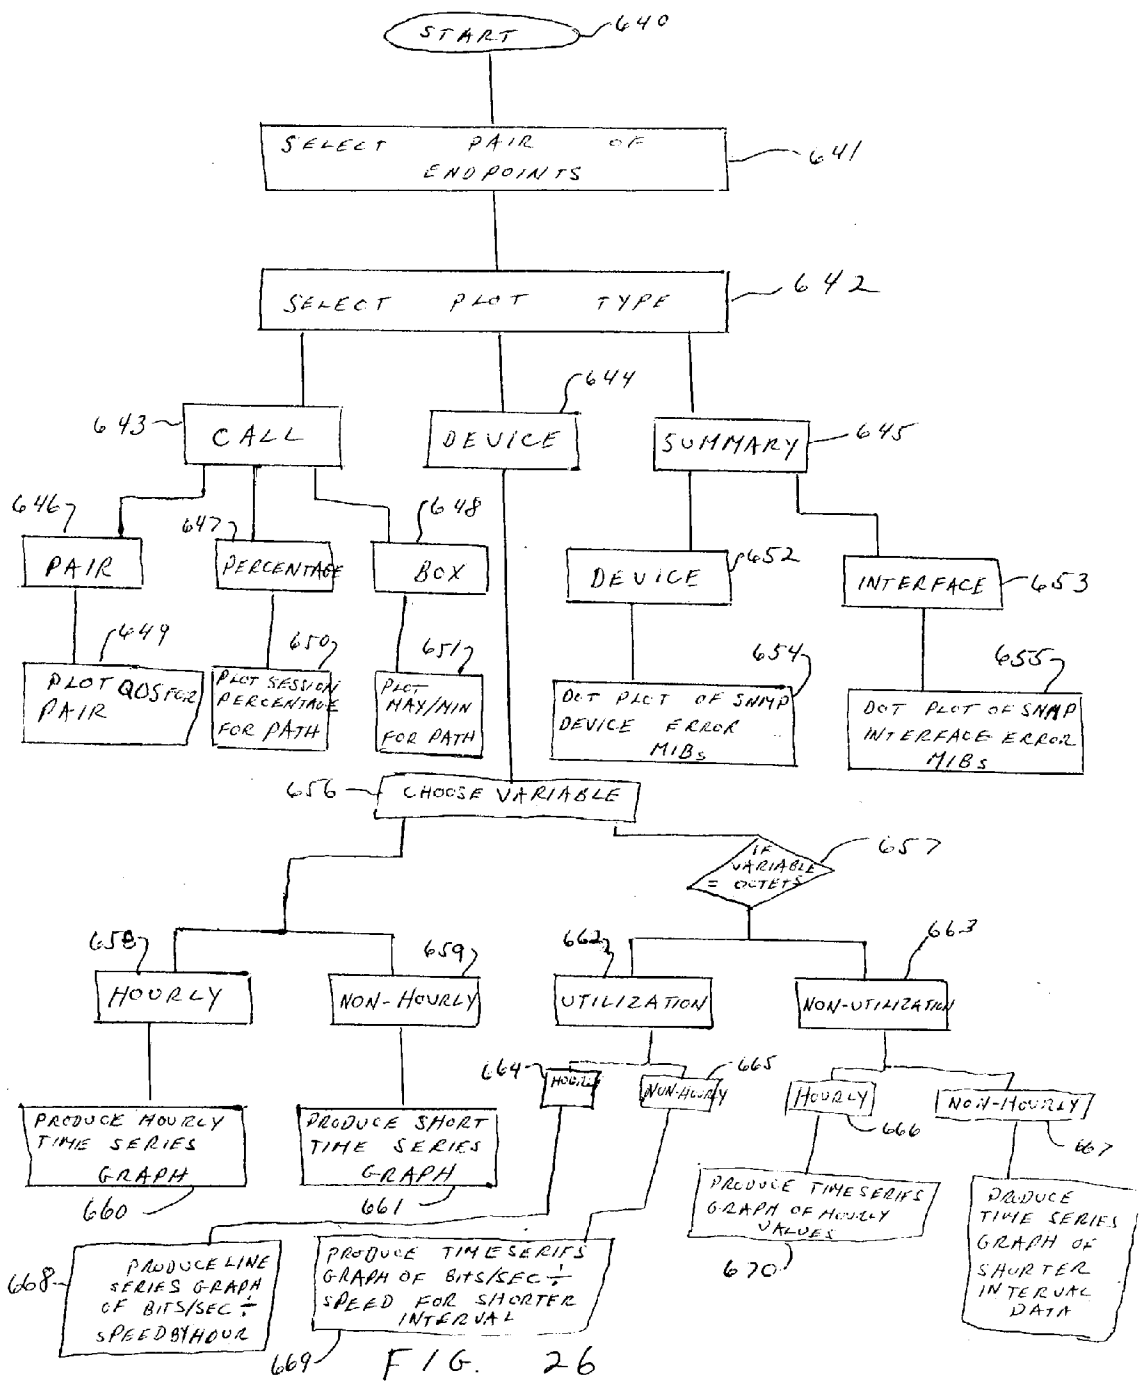 START
640
SELECT PAIR OF
ENDPOINTS
641
SELECT PLOT TYPE
642
643
CALL
644
DEVICE
SUMMARY
645
646
PAIR
647
PERCENTAGE
648
BOX
652
DEVICE
INTERFACE
653
649
PLOT QOS FOR
PAIR
650
PLOT SESSION
PERCENTAGE
FOR PATH
651
PLOT
MAX/MIN
FOR PATH
654
DOT PLOT OF SNMP
DEVICE ERROR
MIBs
655
DOT PLOT OF SNMP
INTERFACE ERROR
MIBs
656
CHOOSE VARIABLE
IF
VARIABLE
= OCTETS
657
658
HOURLY
659
NON-HOURLY
662
UTILIZATION
663
NON-UTILIZATION
664
HOURLY
NON-HOURLY
665
HOURLY
666
NON-HOURLY
667
PRODUCE HOURLY
TIME SERIES
GRAPH
660
PRODUCE SHORT
TIME SERIES
GRAPH
661
668
PRODUCE LINE
SERIES GRAPH
OF BITS/SEC ÷
SPEED BY HOUR
PRODUCE TIME SERIES
GRAPH OF BITS/SEC ÷
SPEED FOR SHORTER
INTERVAL
669
PRODUCE TIME SERIES
GRAPH OF HOURLY
VALUES
670
PRODUCE
TIME SERIES
GRAPH OF
SHORTER
INTERVAL
DATA
FIG. 26